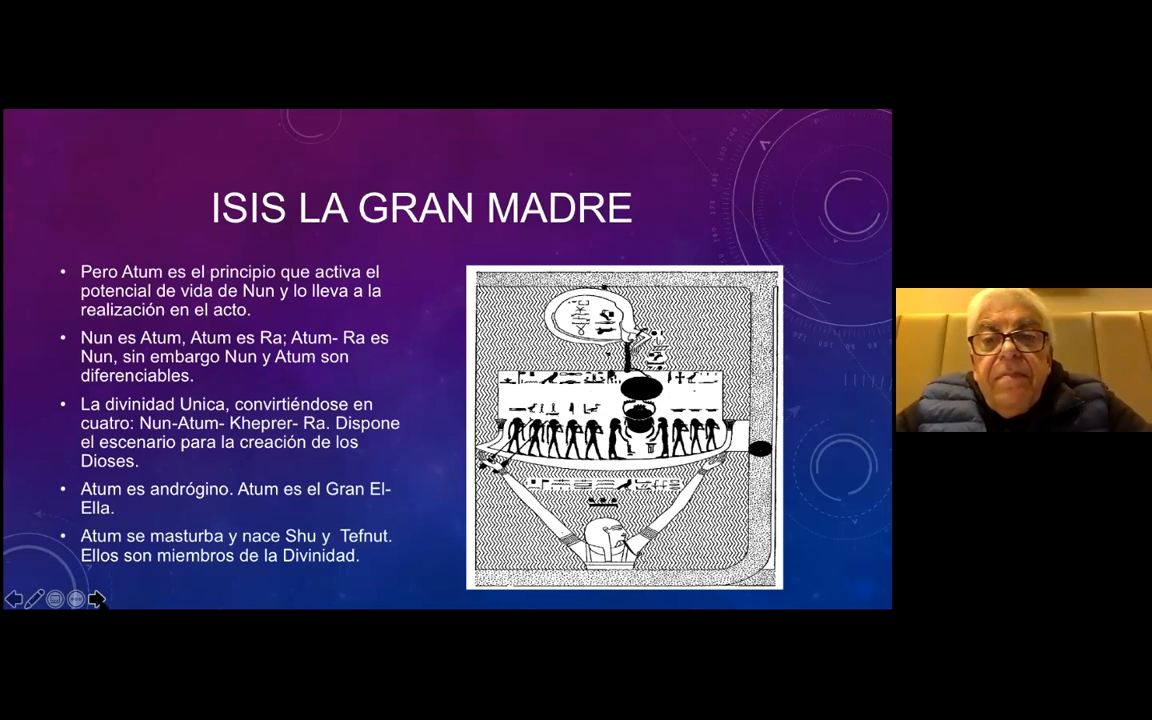 ISIS LA GRAN MADRE
• Pero Atum es el principio que activa el
potencial de vida de Nun y lo lleva a la
realización en el acto.
• Nun es Atum, Atum es Ra; Atum- Ra es
Nun, sin embargo Nun y Atum son
diferenciables.
• La divinidad Unica, convirtiéndose en
cuatro: Nun-Atum- Kheprer- Ra. Dispone
el escenario para la creación de los
Dioses.
• Atum es andrógino. Atum es el Gran El-
Ella.
• Atum se masturba y nace Shu y  Tefnut.
Ellos son miembros de la Divinidad.